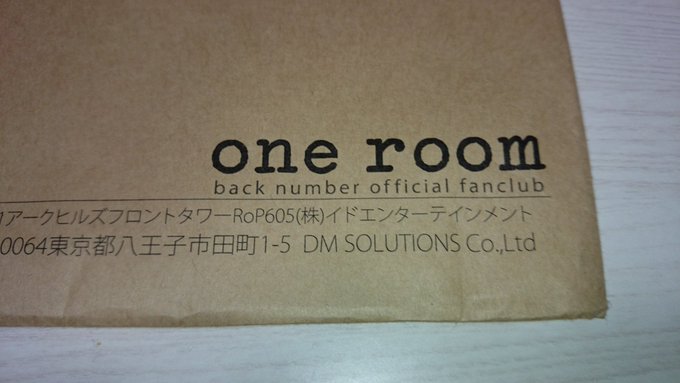 one room
back number official fanclub
1アークヒルズフロントタワーRoP605(株)イドエンターテインメント
0064東京都八王子市田町1-5 DM SOLUTIONS Co.,Ltd